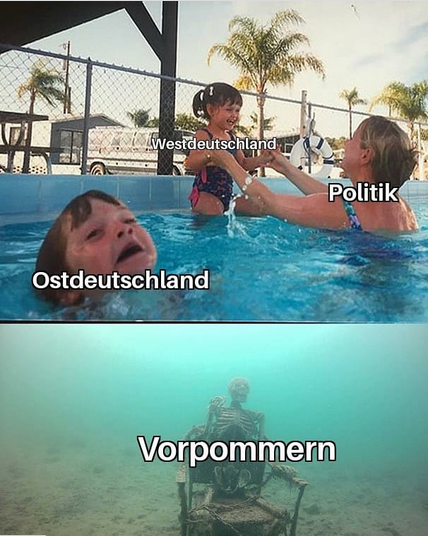 Westdeutschland
Politik
Ostdeutschland
Vorpommern